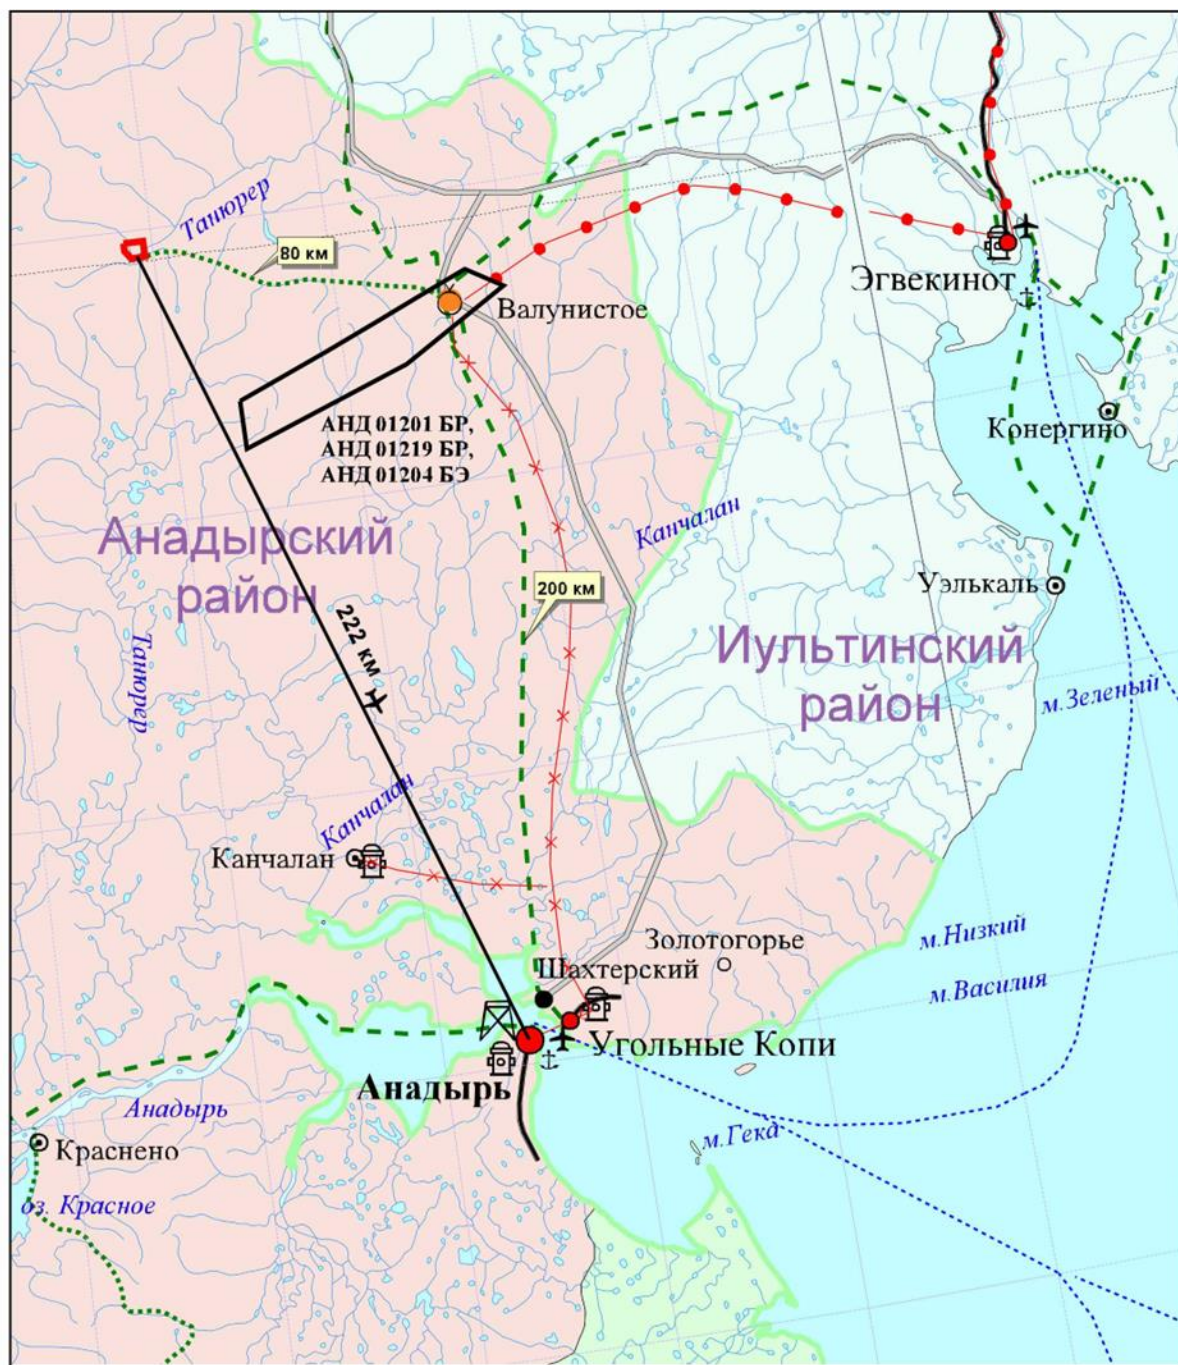 Танюрер
80 км
Эгвекинот
Валунистое
Конергино
АНД 01201 БР,
АНД 01219 БР,
АНД 01204 БЭ
Канчалан
Анадырский
район
Уэлькаль
200 км
222 км
Иультинский
район
Танюрер
м.Зеленый
Канчалан
Канчалан
Золотогорье
м.Низкий
Шахтерский
м.Василия
Угольные Копи
Анадырь
Анадырь
м.Гека
Краснено
оз. Красное